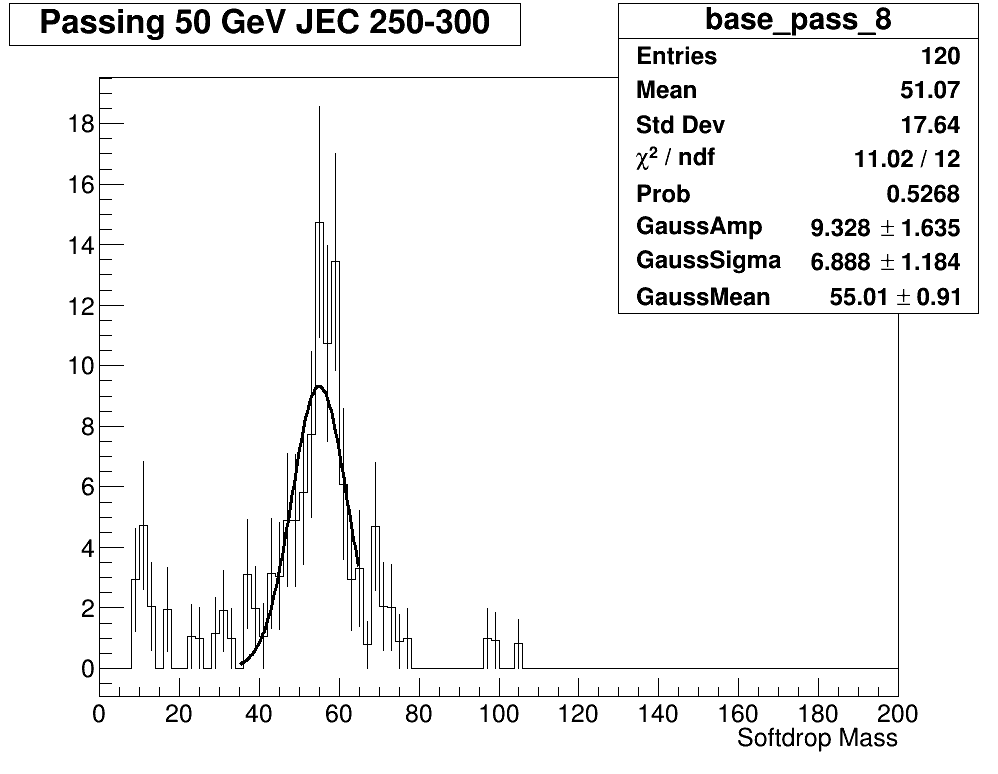 Passing 50 GeV JEC 250-300
base_pass_8
Entries 120
Mean 51.07
Std Dev 17.64
χ² / ndf 11.02 / 12
Prob 0.5268
GaussAmp 9.328 ± 1.635
GaussSigma 6.888 ± 1.184
GaussMean 55.01 ± 0.91
18
16
14
12
10
8
6
4
2
0
0 20 40 60 80 100 120 140 160 180 200
Softdrop Mass